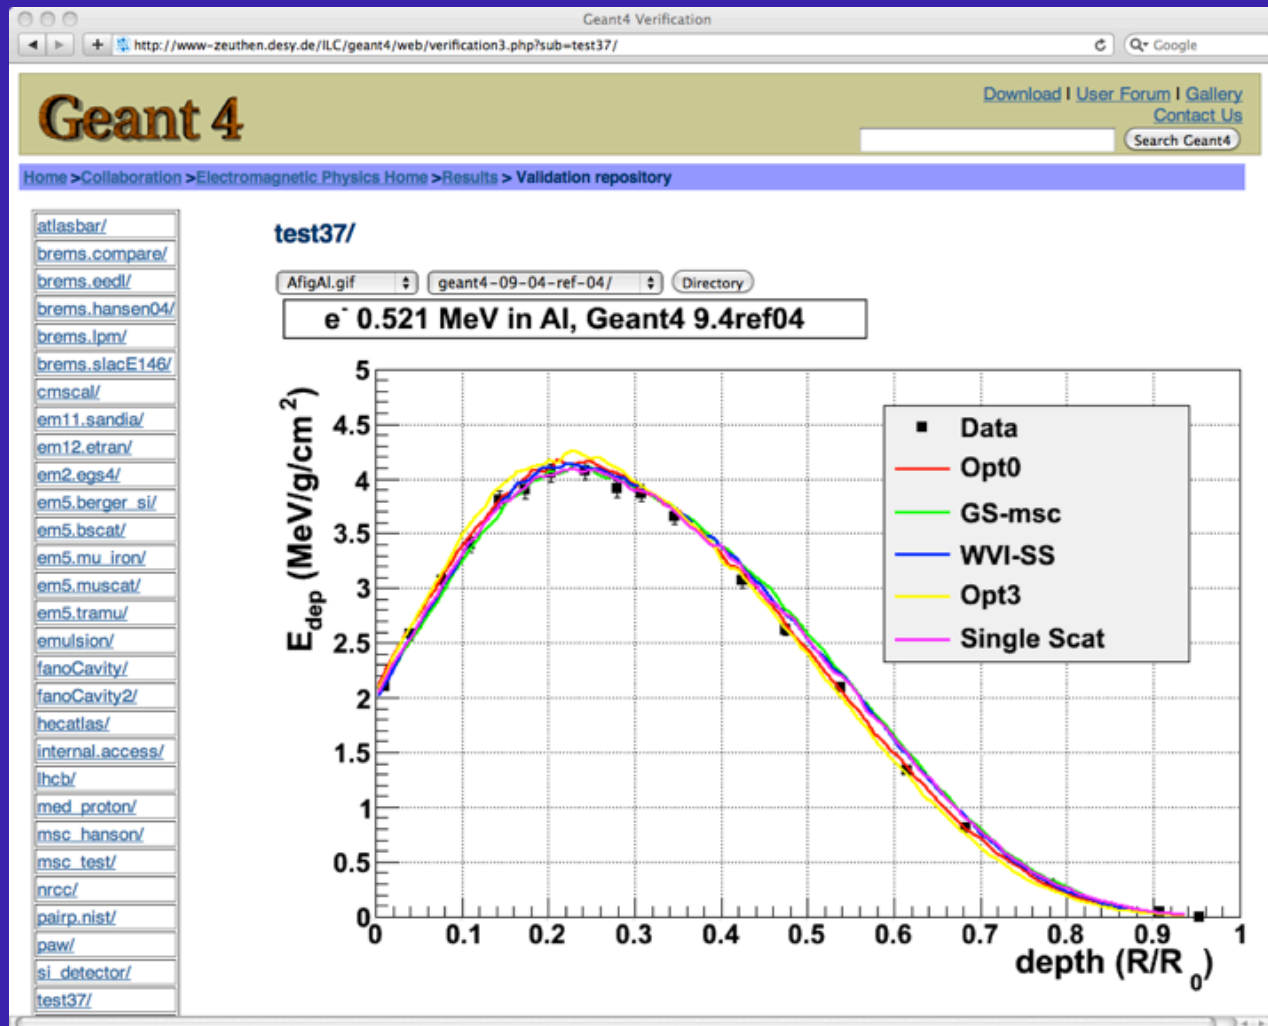 Geant4 Verification
http://www-zeuthen.desy.de/ILC/geant4/web/verification3.php?sub=test37/
Google
Geant 4
Download | User Forum | Gallery
Contact Us
Search Geant4
Home >Collaboration >Electromagnetic Physics Home >Results > Validation repository
atlasbar/
brems.compare/
brems.eedl/
brems.hansen04/
brems.lpm/
brems.slacE146/
cmscal/
em11.sandia/
em12.etran/
em2.egs4/
em5.berger_si/
em5.bscat/
em5.mu_iron/
em5.muscat/
em5.tramu/
emulsion/
fanoCavity/
fanoCavity2/
hecatlas/
internal.access/
lhcb/
med_proton/
msc_hanson/
msc_test/
nrcc/
pairp.nist/
paw/
si_detector/
test37/
test37/
AfigAl.gif
geant4-09-04-ref-04/
Directory
e- 0.521 MeV in Al, Geant4 9.4ref04
Edep (MeV/g/cm2)
5
4.5
4
3.5
3
2.5
2
1.5
1
0.5
0
Data
Opt0
GS-msc
WVI-SS
Opt3
Single Scat
0 0.1 0.2 0.3 0.4 0.5 0.6 0.7 0.8 0.9 1
depth (R/R0)